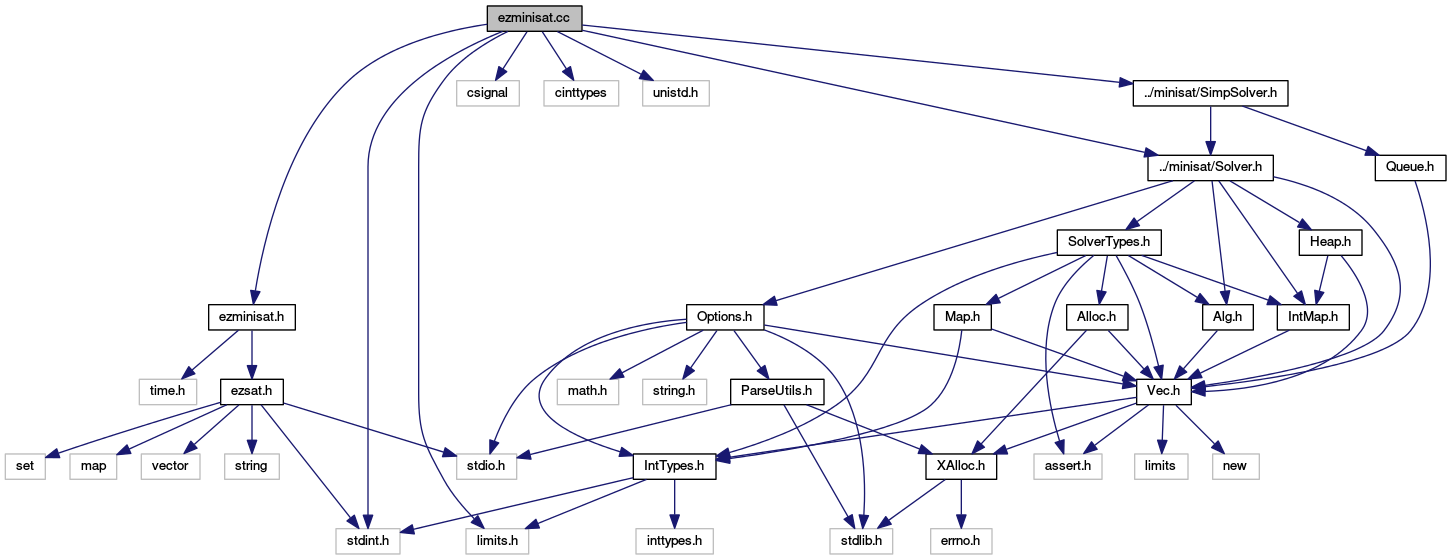 ezminisat.cc
csignal
cinttypes
unistd.h
../minisat/SimpSolver.h
../minisat/Solver.h
Queue.h
SolverTypes.h
Heap.h
ezminisat.h
Options.h
Map.h
Alloc.h
Alg.h
IntMap.h
time.h
ezsat.h
math.h
string.h
ParseUtils.h
Vec.h
set
map
vector
string
stdio.h
IntTypes.h
XAlloc.h
assert.h
limits
new
stdint.h
limits.h
inttypes.h
stdlib.h
errno.h